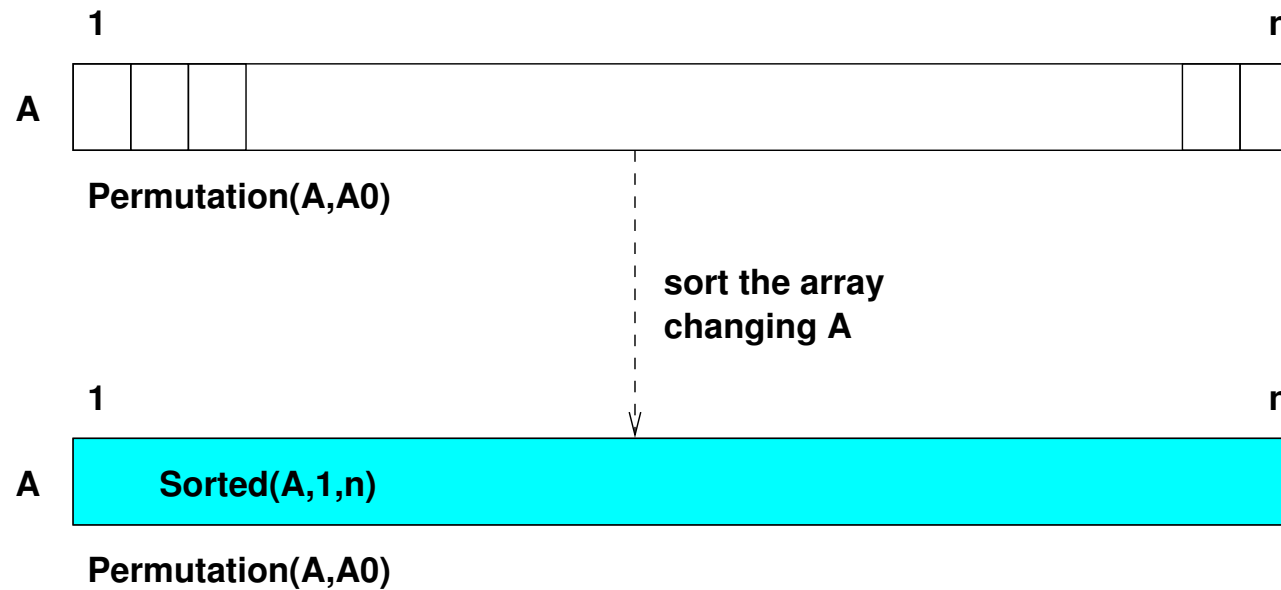 1 n
A
Permutation(A,A0)
sort the array
changing A
1 n
A Sorted(A,1,n)
Permutation(A,A0)